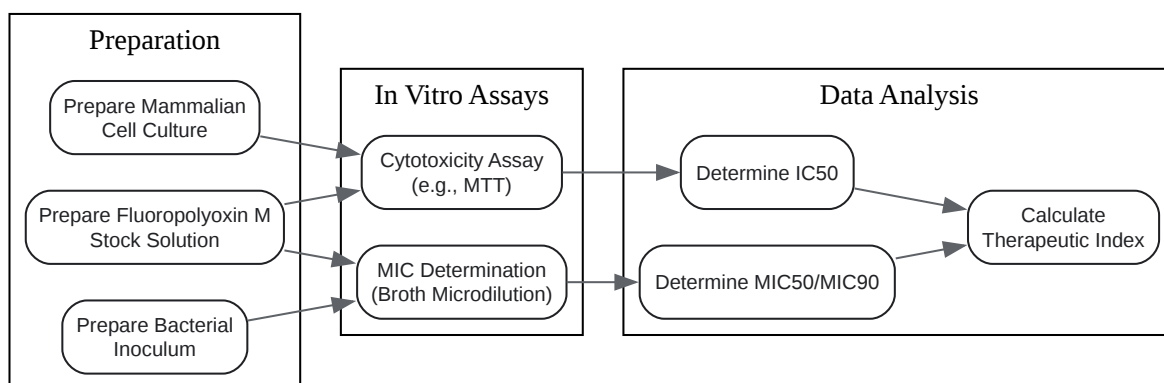 Preparation
Prepare Mammalian
Cell Culture
Prepare Fluoropolyoxin M
Stock Solution
Prepare Bacterial
Inoculum
In Vitro Assays
Cytotoxicity Assay
(e.g., MTT)
MIC Determination
(Broth Microdilution)
Data Analysis
Determine IC50
Determine MIC50/MIC90
Calculate
Therapeutic Index